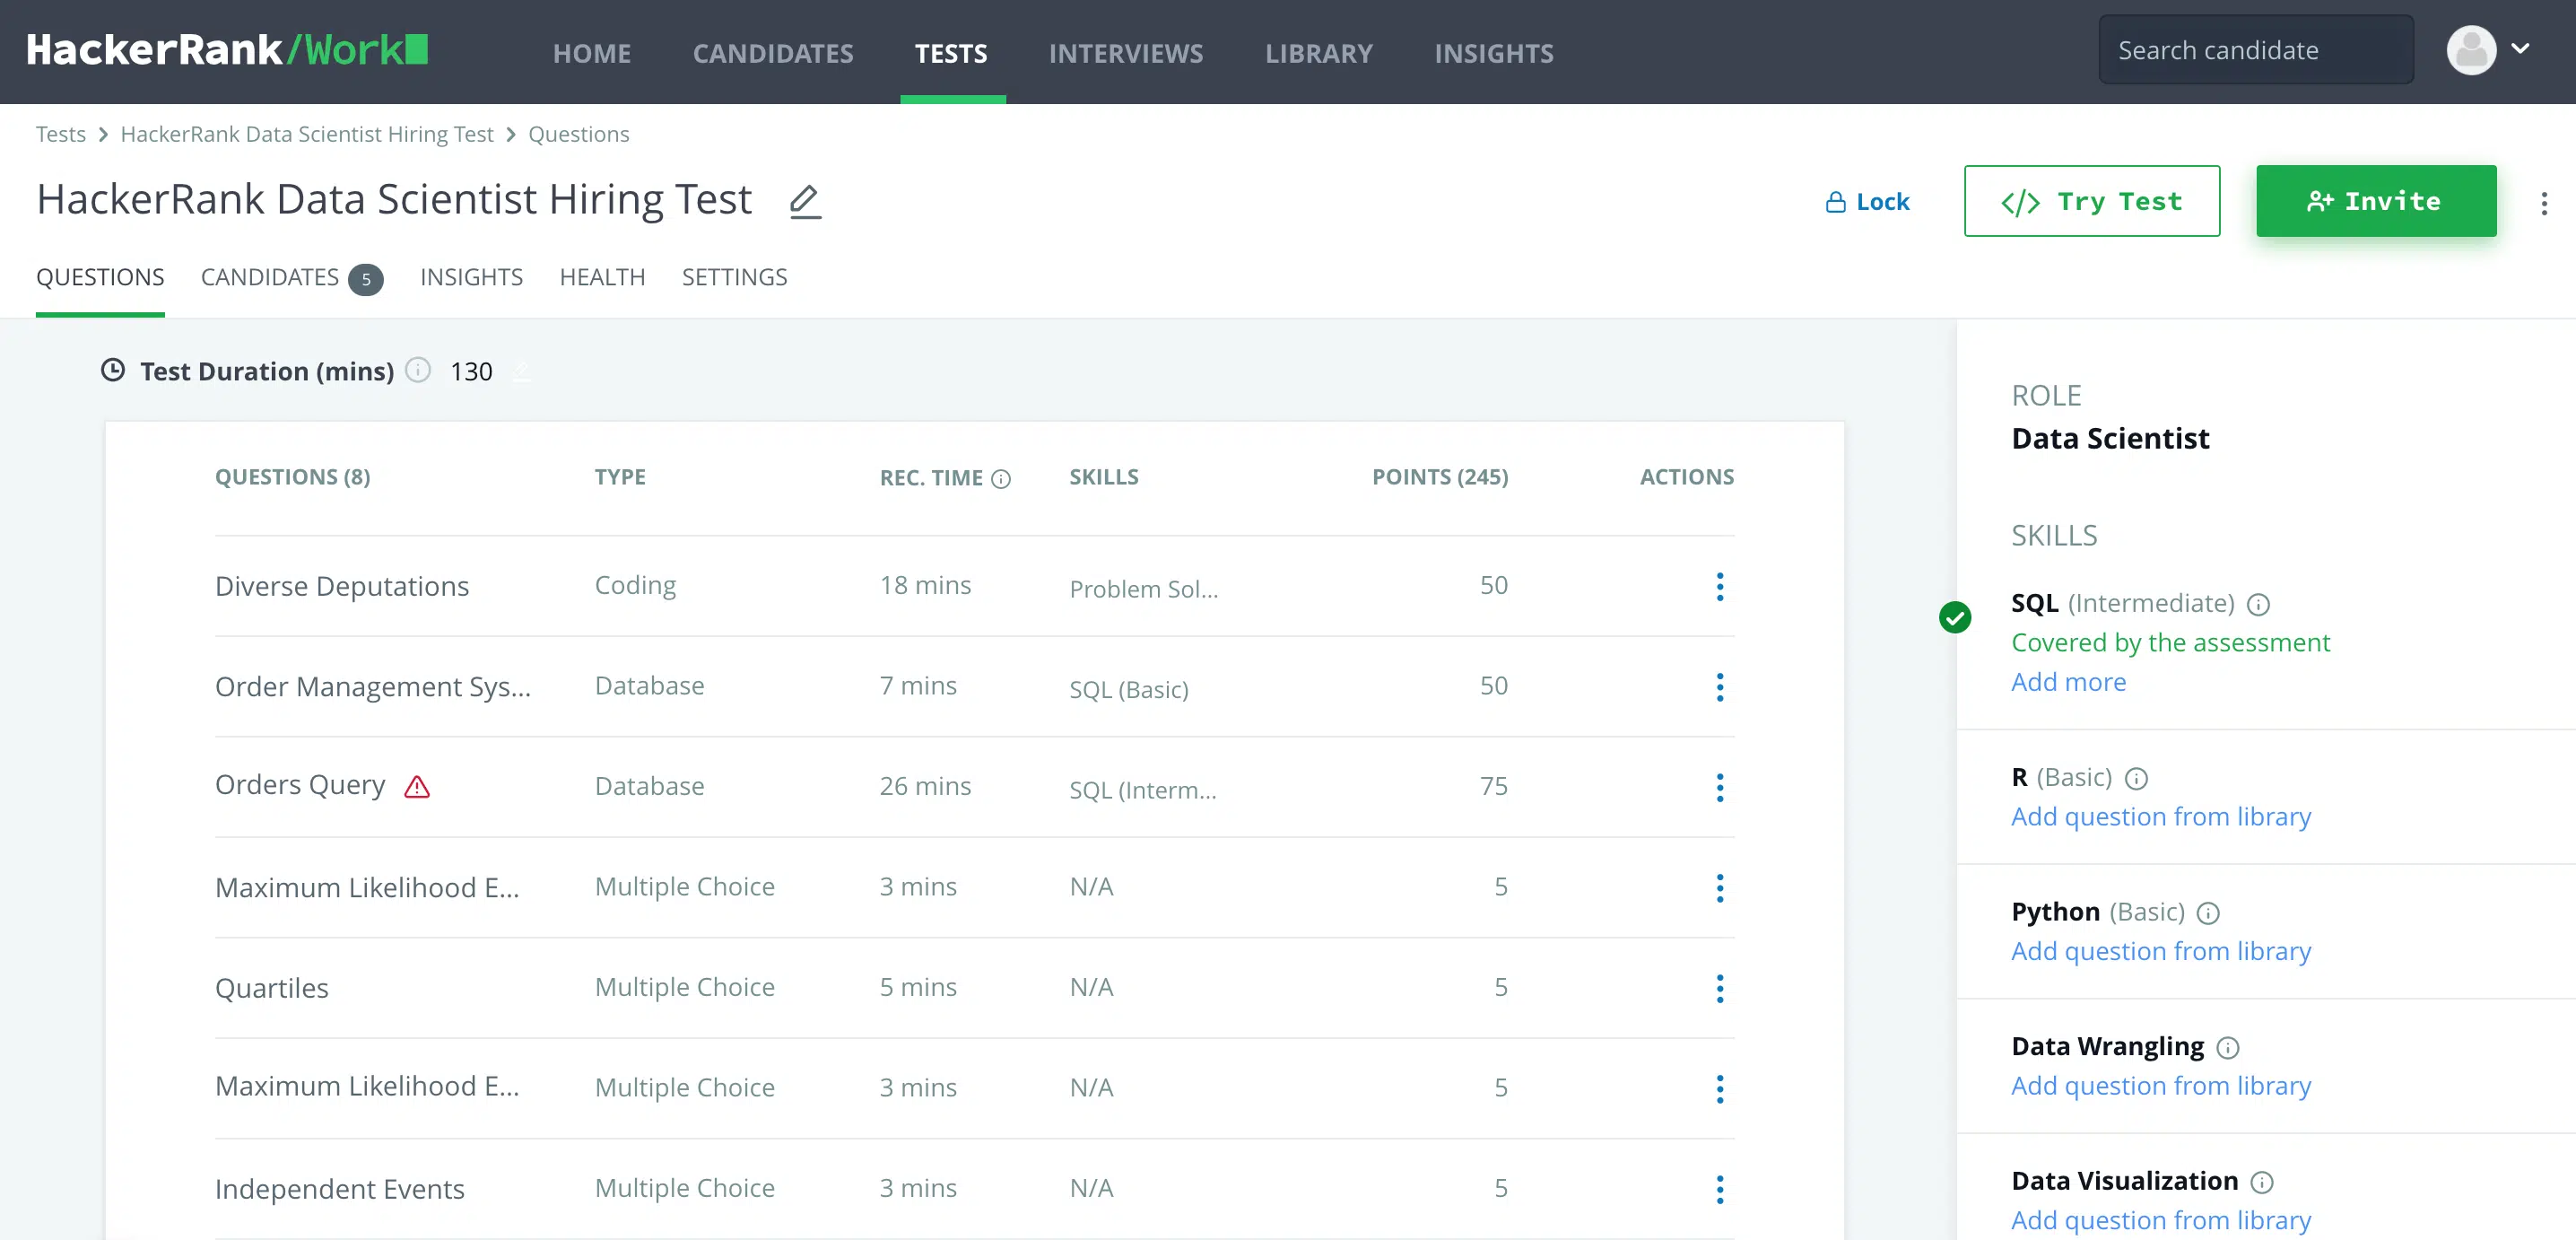 HackerRank/Work
HOME CANDIDATES TESTS INTERVIEWS LIBRARY INSIGHTS Search candidate
Tests > HackerRank Data Scientist Hiring Test > Questions
HackerRank Data Scientist Hiring Test
Lock </> Try Test Invite
QUESTIONS CANDIDATES 5 INSIGHTS HEALTH SETTINGS
Test Duration (mins) 130
QUESTIONS (8) TYPE REC. TIME SKILLS POINTS (245) ACTIONS
Diverse Deputations Coding 18 mins Problem Sol... 50
Order Management Sys... Database 7 mins SQL (Basic) 50
Orders Query Database 26 mins SQL (Interm... 75
Maximum Likelihood E... Multiple Choice 3 mins N/A 5
Quartiles Multiple Choice 5 mins N/A 5
Maximum Likelihood E... Multiple Choice 3 mins N/A 5
Independent Events Multiple Choice 3 mins N/A 5
ROLE
Data Scientist
SKILLS
SQL (Intermediate)
Covered by the assessment
Add more
R (Basic)
Add question from library
Python (Basic)
Add question from library
Data Wrangling
Add question from library
Data Visualization
Add question from library